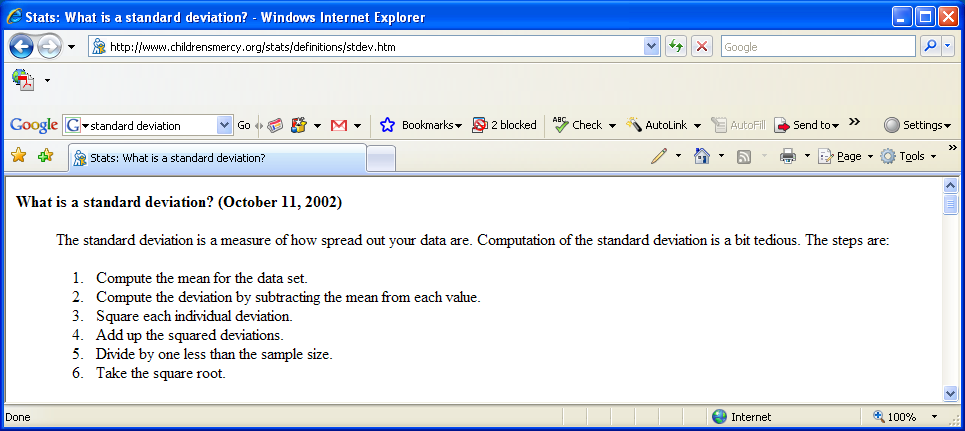 Stats: What is a standard deviation? - Windows Internet Explorer
http://www.childrensmercy.org/stats/definitions/stdev.htm
Google
Google G standard deviation Go Bookmarks 2 blocked ABC Check AutoLink AutoFill Send to Settings
Stats: What is a standard deviation? Page Tools
What is a standard deviation? (October 11, 2002)
The standard deviation is a measure of how spread out your data are. Computation of the standard deviation is a bit tedious. The steps are:
1. Compute the mean for the data set.
2. Compute the deviation by subtracting the mean from each value.
3. Square each individual deviation.
4. Add up the squared deviations.
5. Divide by one less than the sample size.
6. Take the square root.
Done Internet 100%